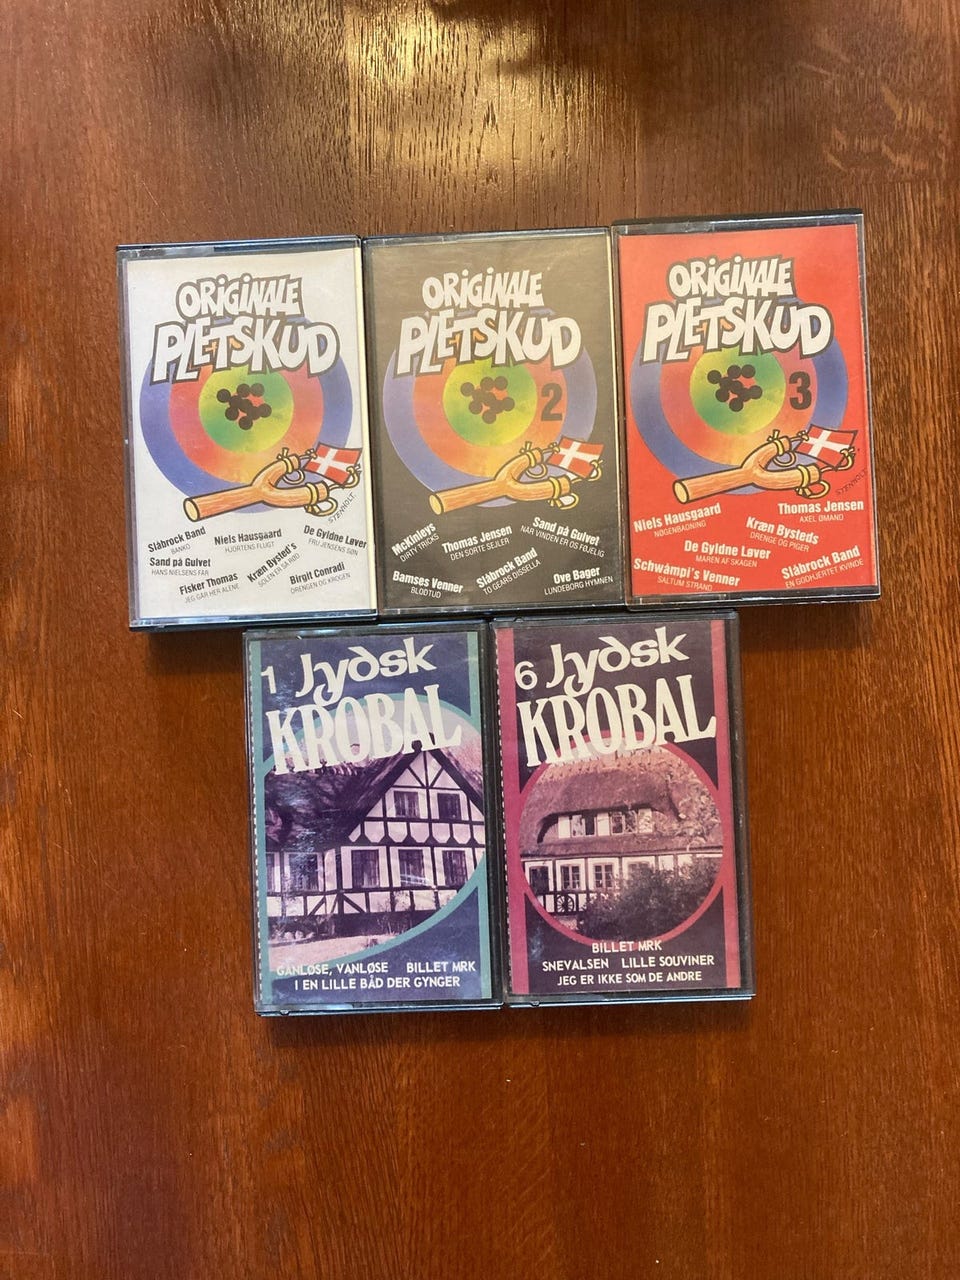 ORIGINALE
PLETSKUD
STENHOLT.
Slåbrock Band
BANKO
Niels Hausgaard
HJORTENS FLUGT
De Gyldne Løver
FRU JENSENS SØN
Sand på Gulvet
HANS NIELSENS FAR
Kræn Bysted's
SOLEN ER SÅ RØD
Fisker Thomas
JEG GÅR HER ALENE
Birgit Conradi
DRENGEN OG KROGEN
ORIGINALE
PLETSKUD
2
McKinleys
DIRTY TRICKS
Thomas Jensen
DEN SORTE SEJLER
Sand på Gulvet
NÅR VINDEN ER OS FØJELIG
Bamses Venner
BLODTUD
Slåbrock Band
10 GEARS DISSELLA
Ove Bager
LUNDEBORG HYMNEN
ORIGINALE
PLETSKUD
3
STENHOLT.
Niels Hausgaard
NØGENBADNING
Thomas Jensen
AXEL ØMAND
Kræn Bysteds
DRENGE OG PIGER
De Gyldne Løver
MAREN AF SKAGEN
Schwåmpi's Venner
SALTUM STRAND
Slåbrock Band
EN GODHJERTET KVINDE
1 Jydsk
KROBAL
GANLØSE, VANLØSE BILLET MRK
I EN LILLE BÅD DER GYNGER
6 Jydsk
KROBAL
BILLET MRK
SNEVALSEN LILLE SOUVINER
JEG ER IKKE SOM DE ANDRE